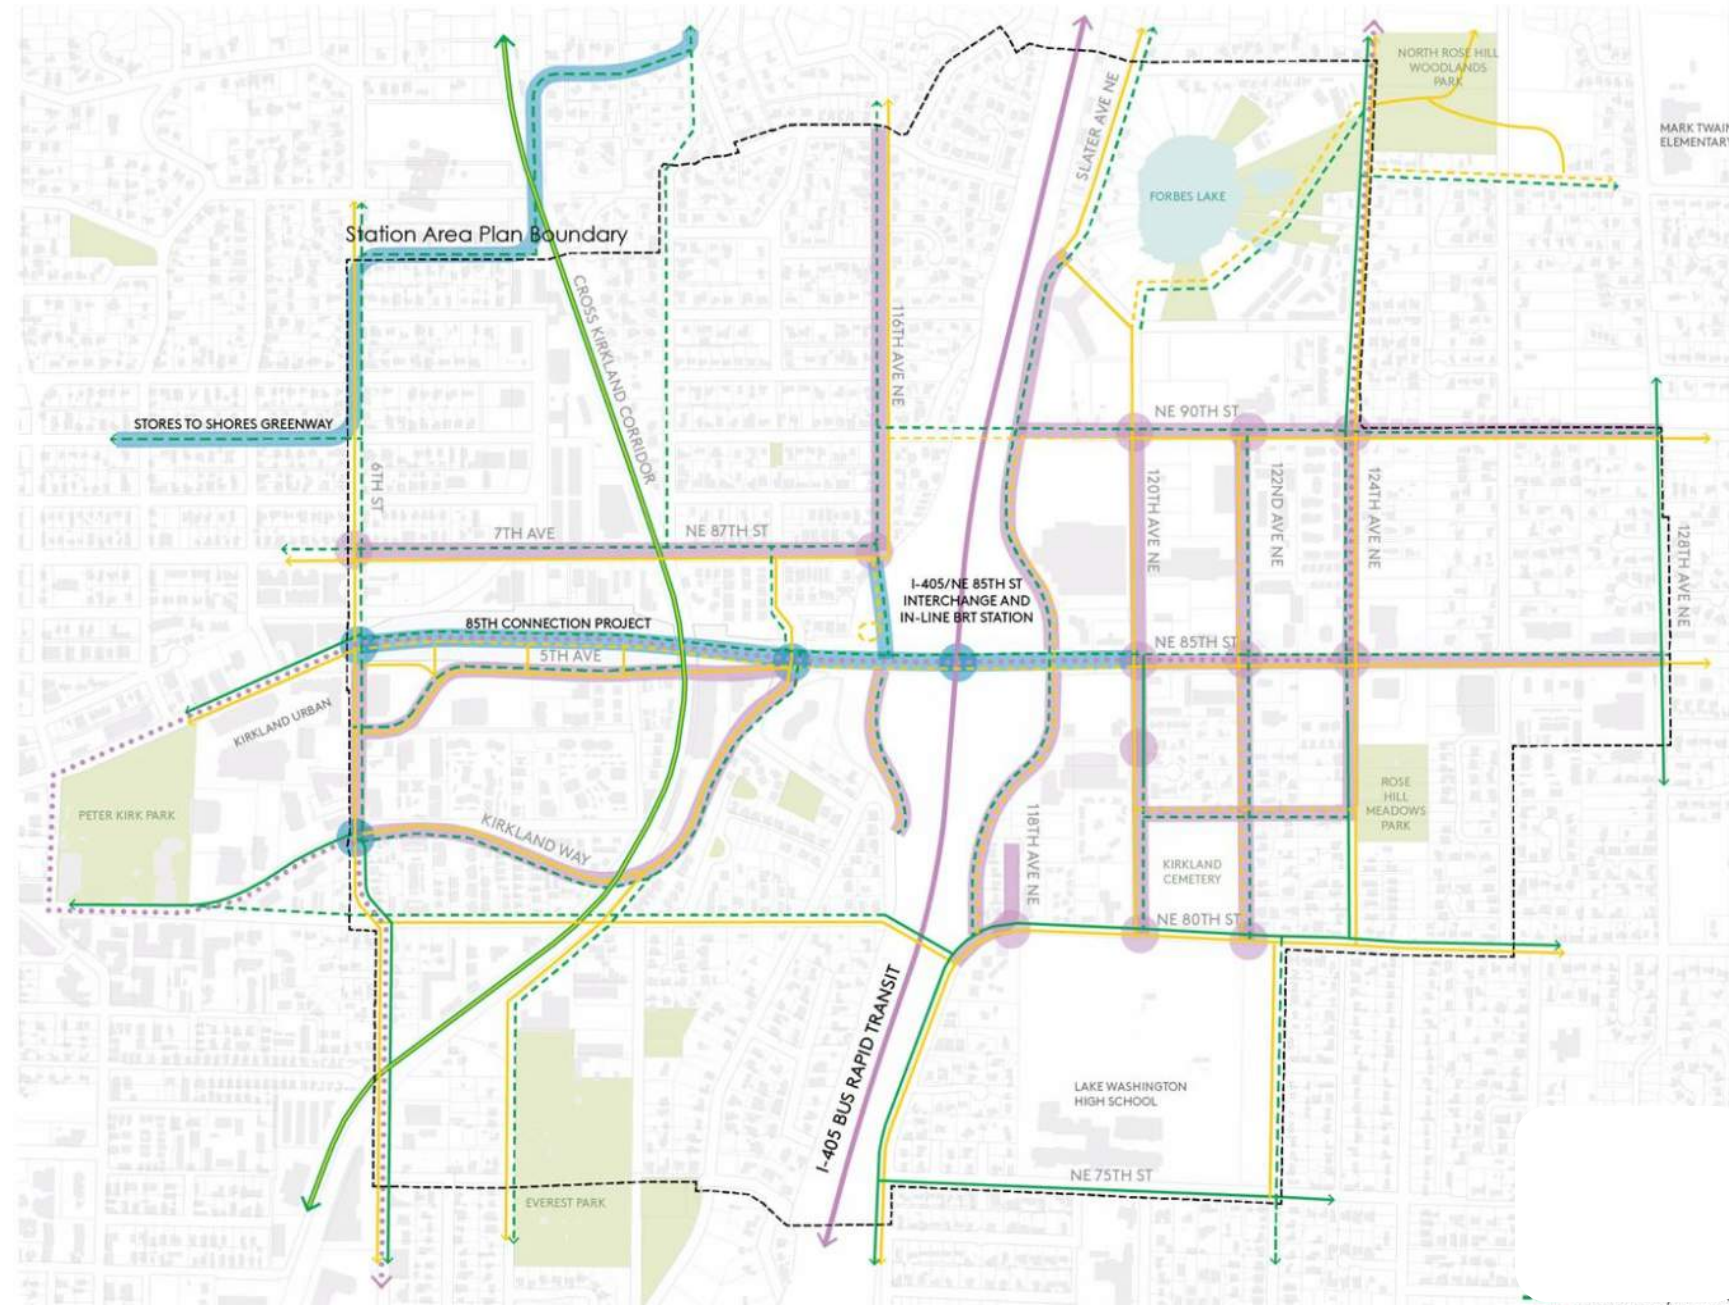 NORTH ROSE HILL
WOODLANDS
PARK
SLATER AVE NE
MARK TWAIN
ELEMENTARY
FORBES LAKE
Station Area Plan Boundary
CROSS KIRKLAND CORRIDOR
116TH AVE NE
STORES TO SHORES GREENWAY
NE 90TH ST
6TH ST
120TH AVE NE
122ND AVE NE
124TH AVE NE
128TH AVE NE
7TH AVE
NE 87TH ST
I-405/NE 85TH ST
INTERCHANGE AND
IN-LINE BRT STATION
85TH CONNECTION PROJECT
5TH AVE
NE 85TH ST
KIRKLAND URBAN
PETER KIRK PARK
KIRKLAND WAY
118TH AVE NE
ROSE
HILL
MEADOWS
PARK
KIRKLAND
CEMETERY
NE 80TH ST
I-405 BUS RAPID TRANSIT
LAKE WASHINGTON
HIGH SCHOOL
NE 75TH ST
EVEREST PARK